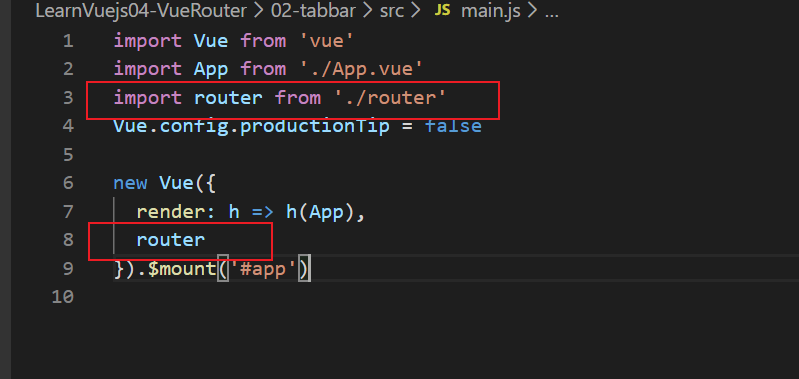 LearnVuejs04-VueRouter > 02-tabbar > src > JS main.js > ...
1 import Vue from 'vue'
2 import App from './App.vue'
3 import router from './router'
4 Vue.config.productionTip = false
5
6 new Vue({
7   render: h => h(App),
8   router
9 }).$mount('#app')
10